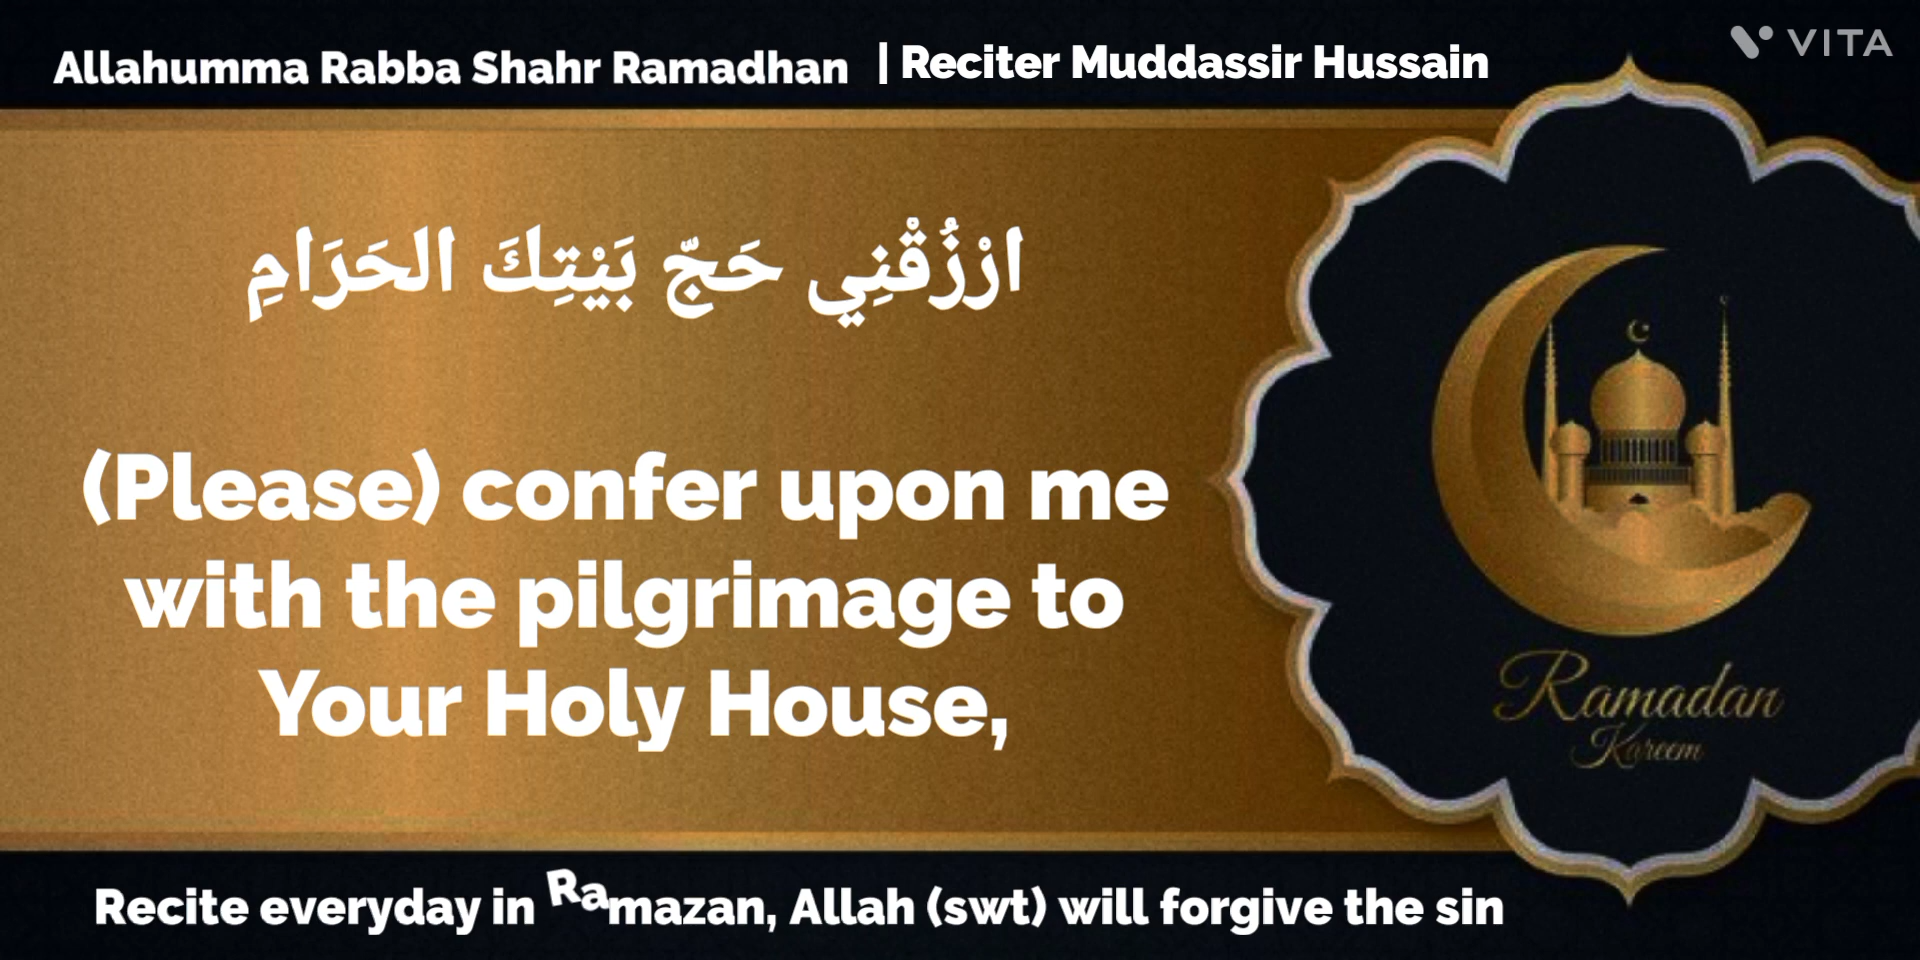 Allahumma Rabba Shahr Ramadhan | Reciter Muddassir Hussain
VITA
ارْزُقْنِي حَجّ بَيْتِكَ الحَرَامِ
(Please) confer upon me
with the pilgrimage to
Your Holy House,
Ramadan
Kareem
Recite everyday in Ramazan, Allah (swt) will forgive the sin